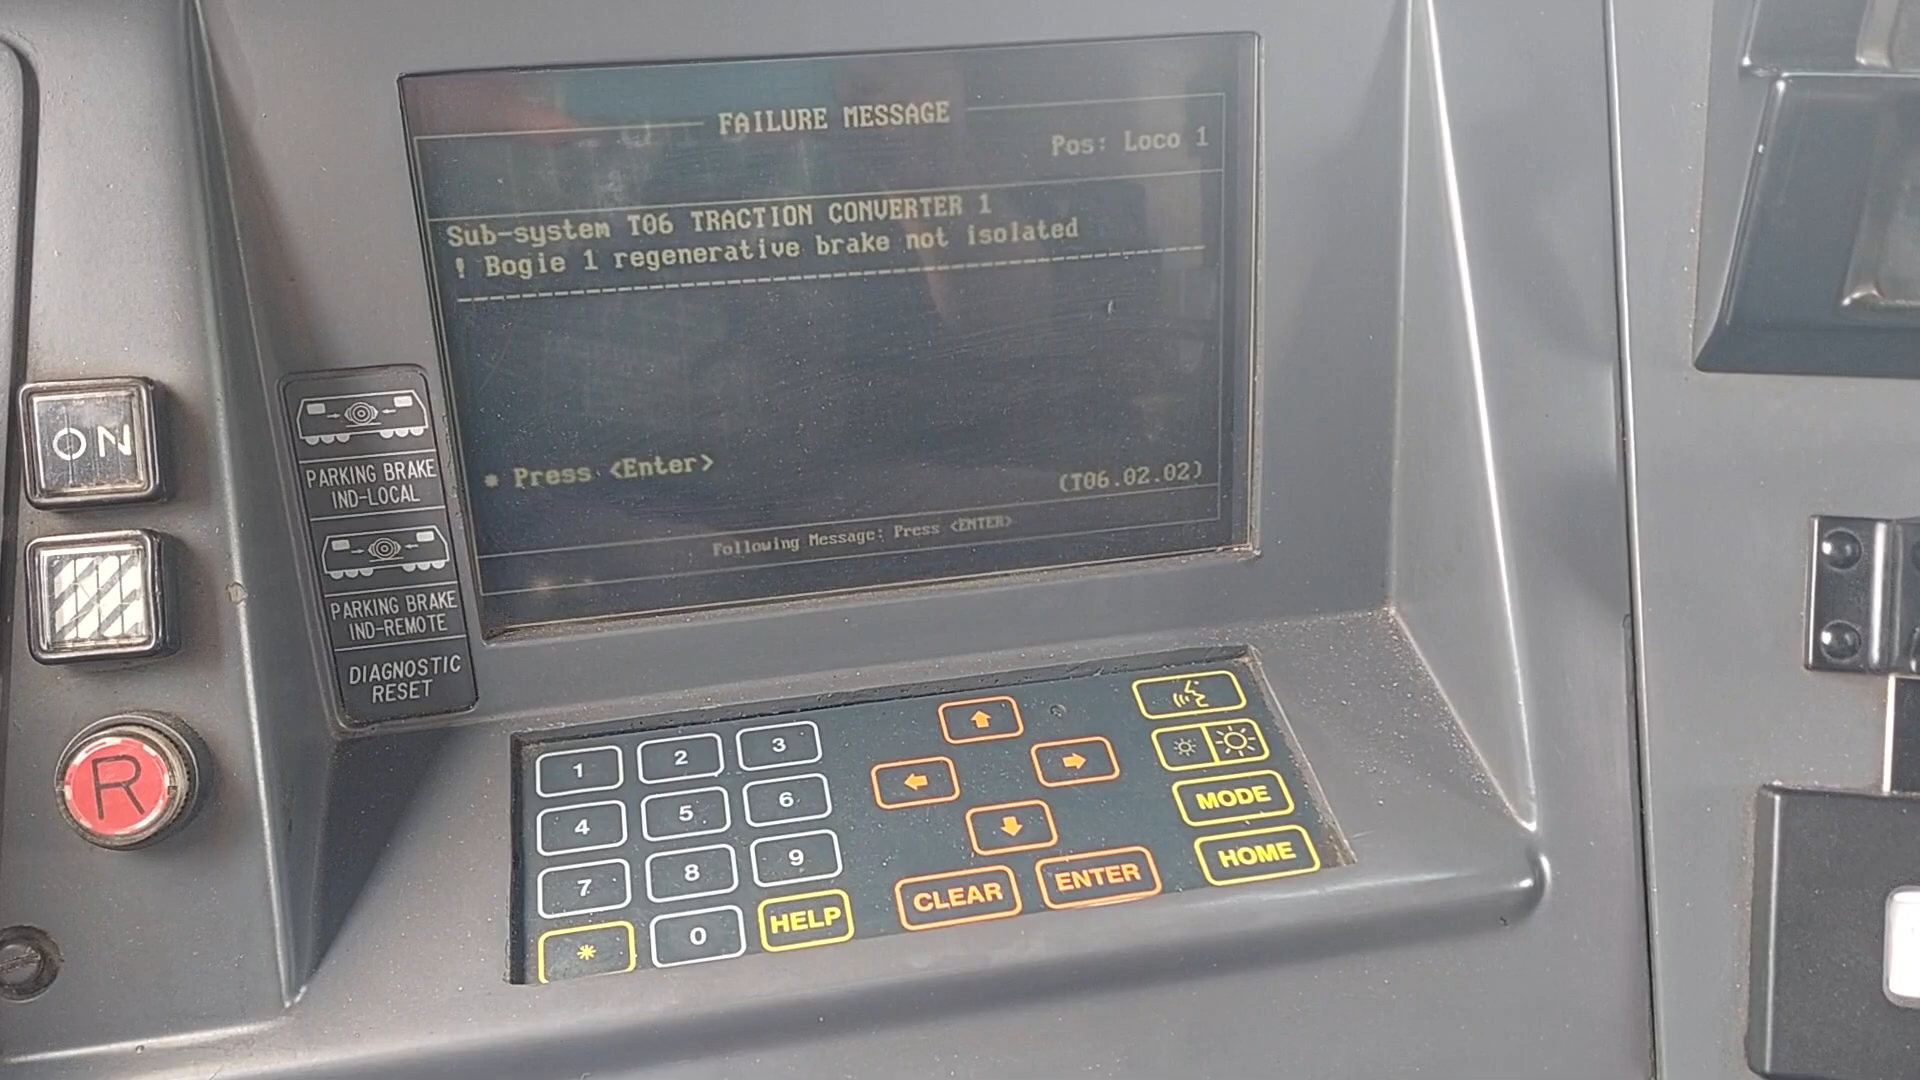 FAILURE MESSAGE
Pos: Loco 1
Sub-system T06 TRACTION CONVERTER 1
! Bogie 1 regenerative brake not isolated
* Press <Enter>
(T06.02.02)
Following Message: Press <ENTER>
ON
PARKING BRAKE
IND-LOCAL
PARKING BRAKE
IND-REMOTE
DIAGNOSTIC
RESET
R
1 2 3
4 5 6
7 8 9
* 0 HELP
CLEAR ENTER
MODE
HOME